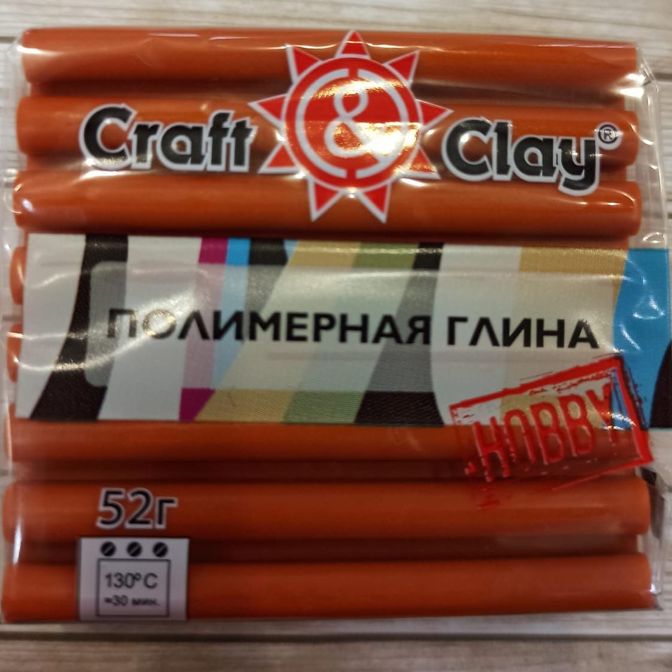 Craft & Clay®
ПОЛИМЕРНАЯ ГЛИНА
HOBBY
52г
130°C
≈30 мин.